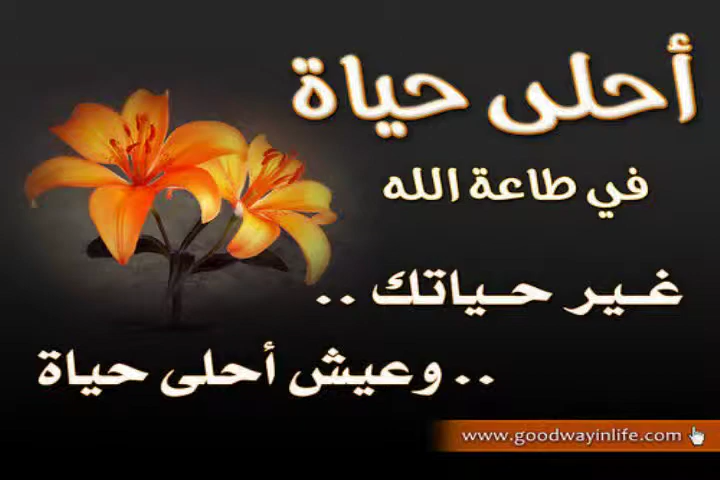 أحلى حياة
في طاعة الله
غير حياتك ..
.. وعيش أحلى حياة
www.goodwayinlife.com